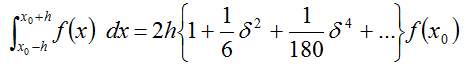 ∫_{x₀−h}^{x₀+h} f(x) dx = 2h{1 + 1/6 δ² + 1/180 δ⁴ + ...} f(x₀)